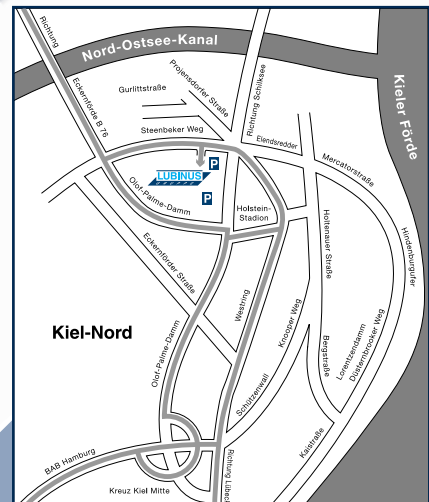 Richtung
Eckernförde B 76
Nord-Ostsee-Kanal
Kieler Förde
Projensdorfer Straße
Gurlittstraße
Richtung Schilksee
Steenbeker Weg
Elendsredder
Mercatorstraße
P
LUBINUS
P
Olof-Palme-Damm
Holstein-
Stadion
Holtenauer Straße
Hindenburgufer
Eckernförder Straße
Kiel-Nord
Olof-Palme-Damm
Westring
Knooper Weg
Bergstraße
Lorentzendamm
Düsternbrooker Weg
Schützenwall
Kaistraße
BAB Hamburg
Kreuz Kiel Mitte
Richtung Lübec